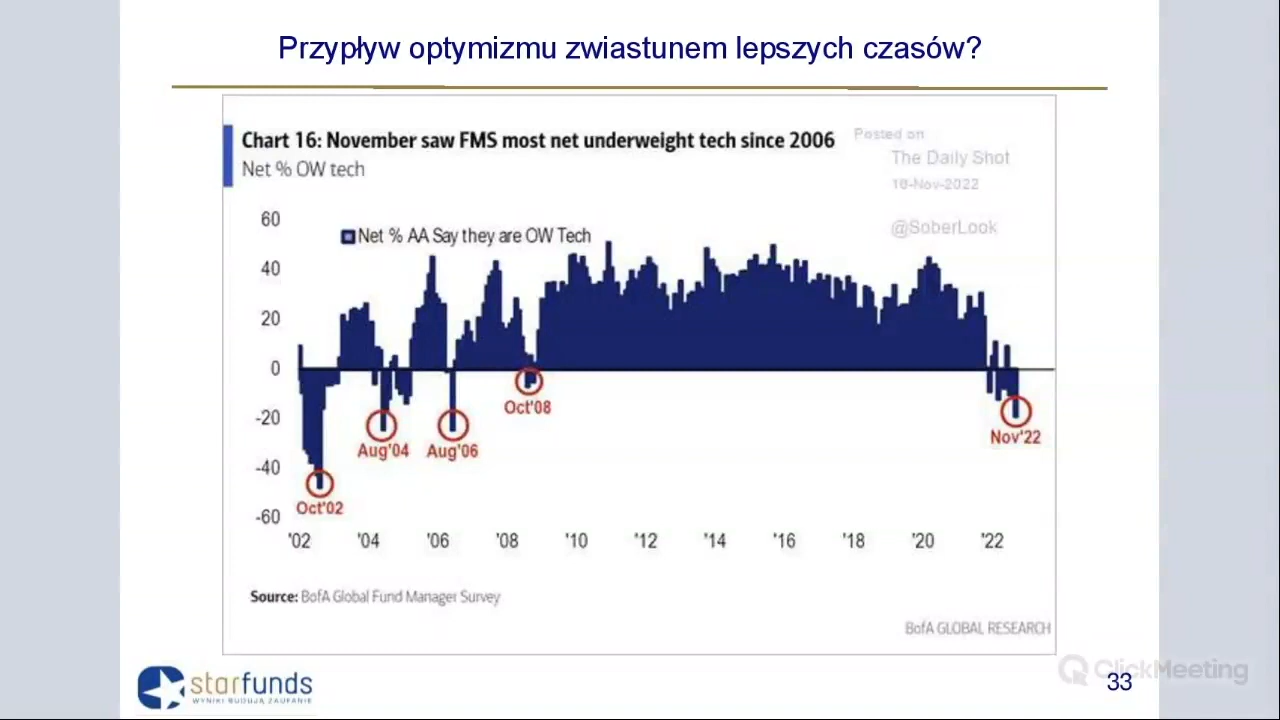 Przypływ optymizmu zwiastunem lepszych czasów?
Chart 16: November saw FMS most net underweight tech since 2006
Net % OW tech
Posted on
The Daily Shot
18-Nov-2022
@SoberLook
Net % AA Say they are OW Tech
60
40
20
0
-20
-40
-60
Oct'02
Aug'04
Aug'06
Oct'08
Nov'22
'02 '04 '06 '08 '10 '12 '14 '16 '18 '20 '22
Source: BofA Global Fund Manager Survey
BofA GLOBAL RESEARCH
starfunds
WYNIKI BUDUJĄ ZAUFANIE
ClickMeeting
33